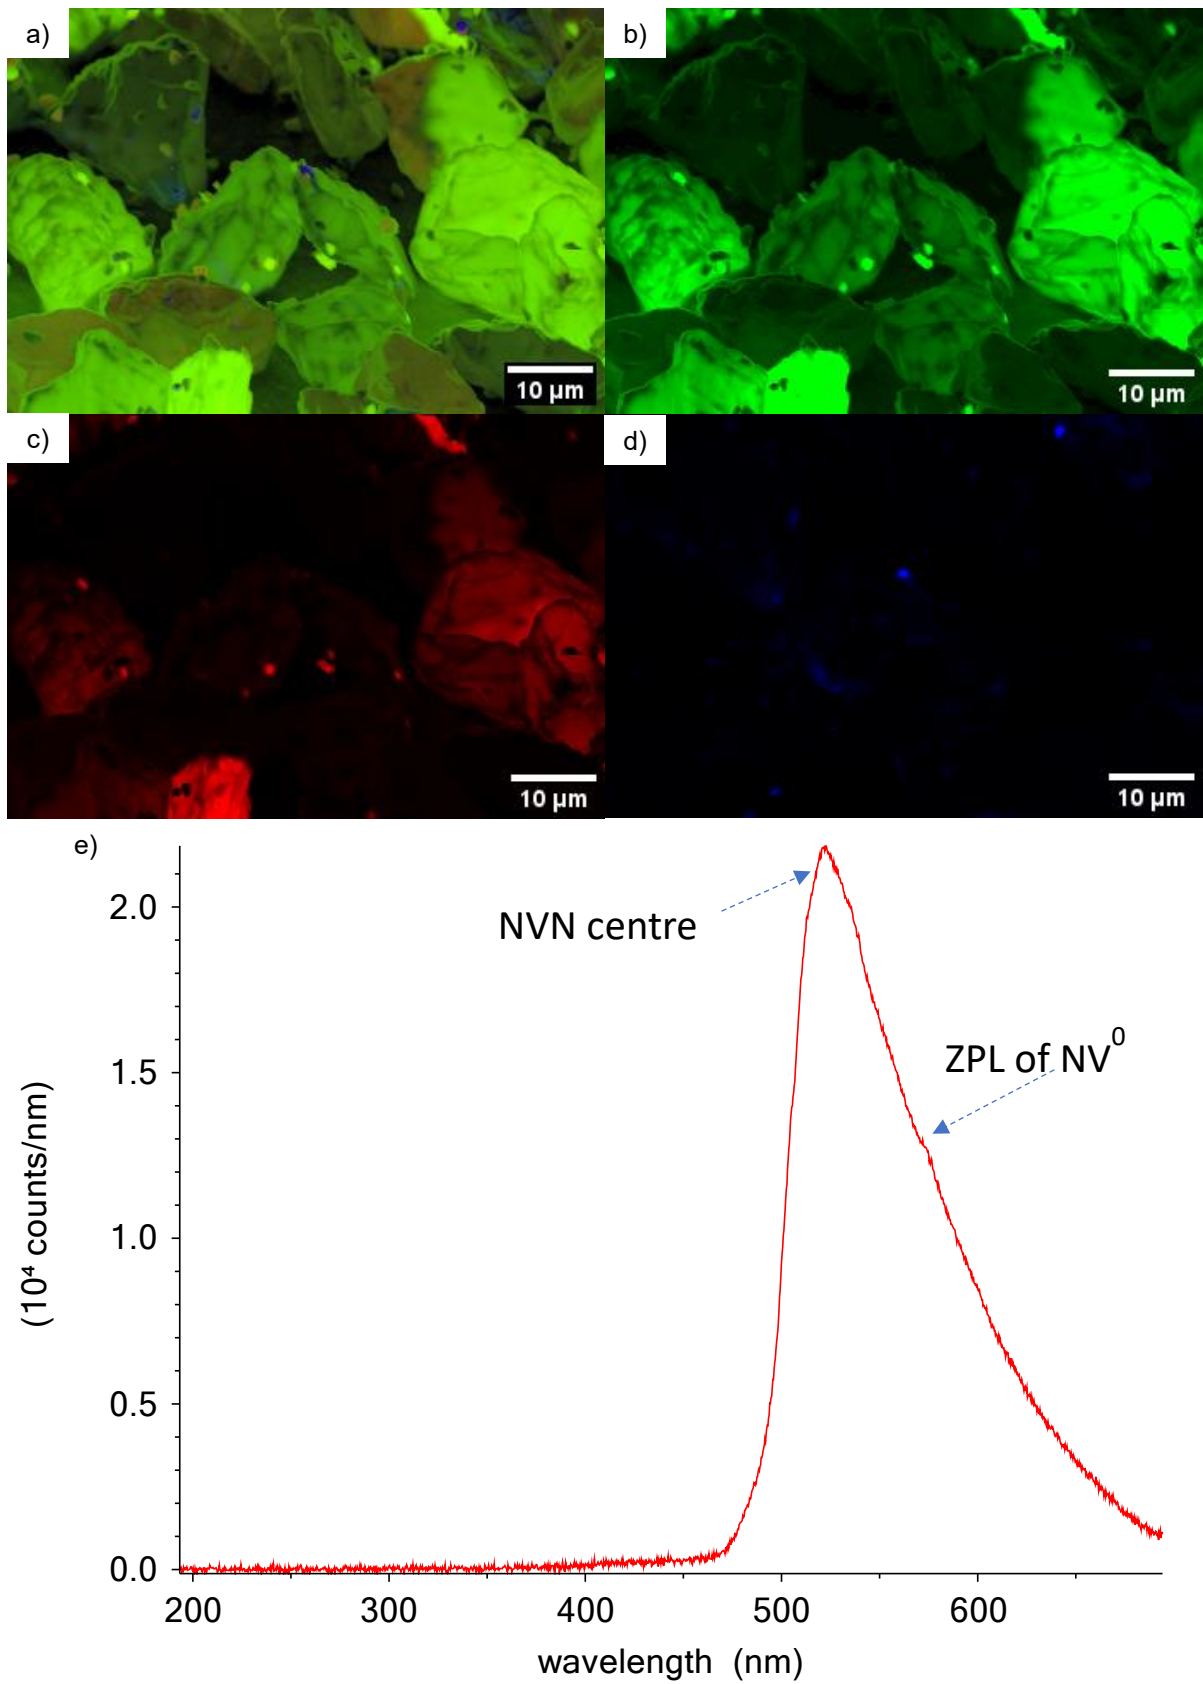 a)
b)
10 µm
10 µm
c)
d)
10 µm
10 µm
e)
NVN centre
ZPL of NV⁰
(10⁴ counts/nm)
2.0
1.5
1.0
0.5
0.0
200 300 400 500 600
wavelength (nm)